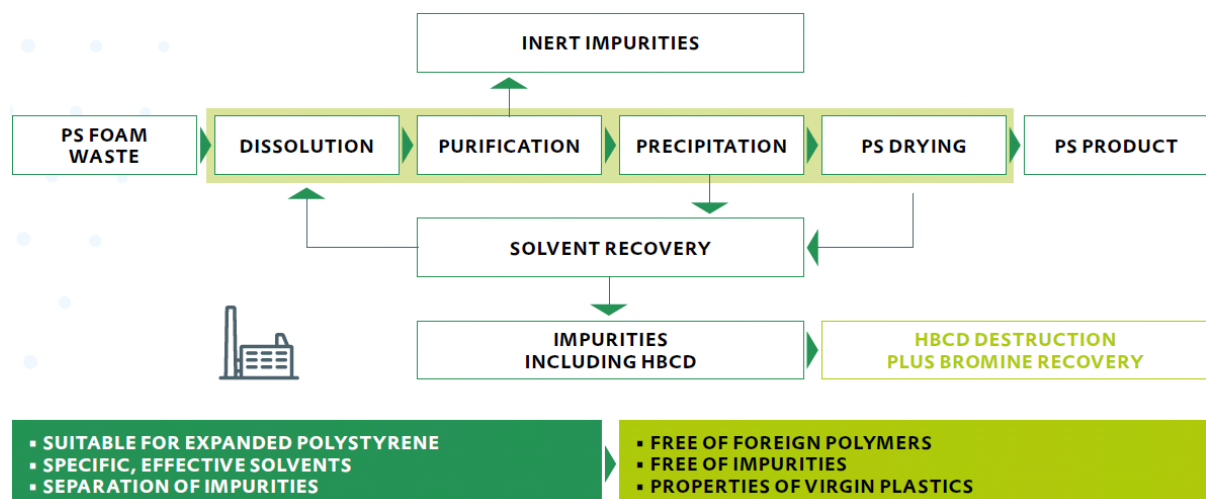 INERT IMPURITIES
PS FOAM
WASTE
DISSOLUTION
PURIFICATION
PRECIPITATION
PS DRYING
PS PRODUCT
SOLVENT RECOVERY
IMPURITIES
INCLUDING HBCD
HBCD DESTRUCTION
PLUS BROMINE RECOVERY
▪ SUITABLE FOR EXPANDED POLYSTYRENE
▪ SPECIFIC, EFFECTIVE SOLVENTS
▪ SEPARATION OF IMPURITIES
▪ FREE OF FOREIGN POLYMERS
▪ FREE OF IMPURITIES
▪ PROPERTIES OF VIRGIN PLASTICS